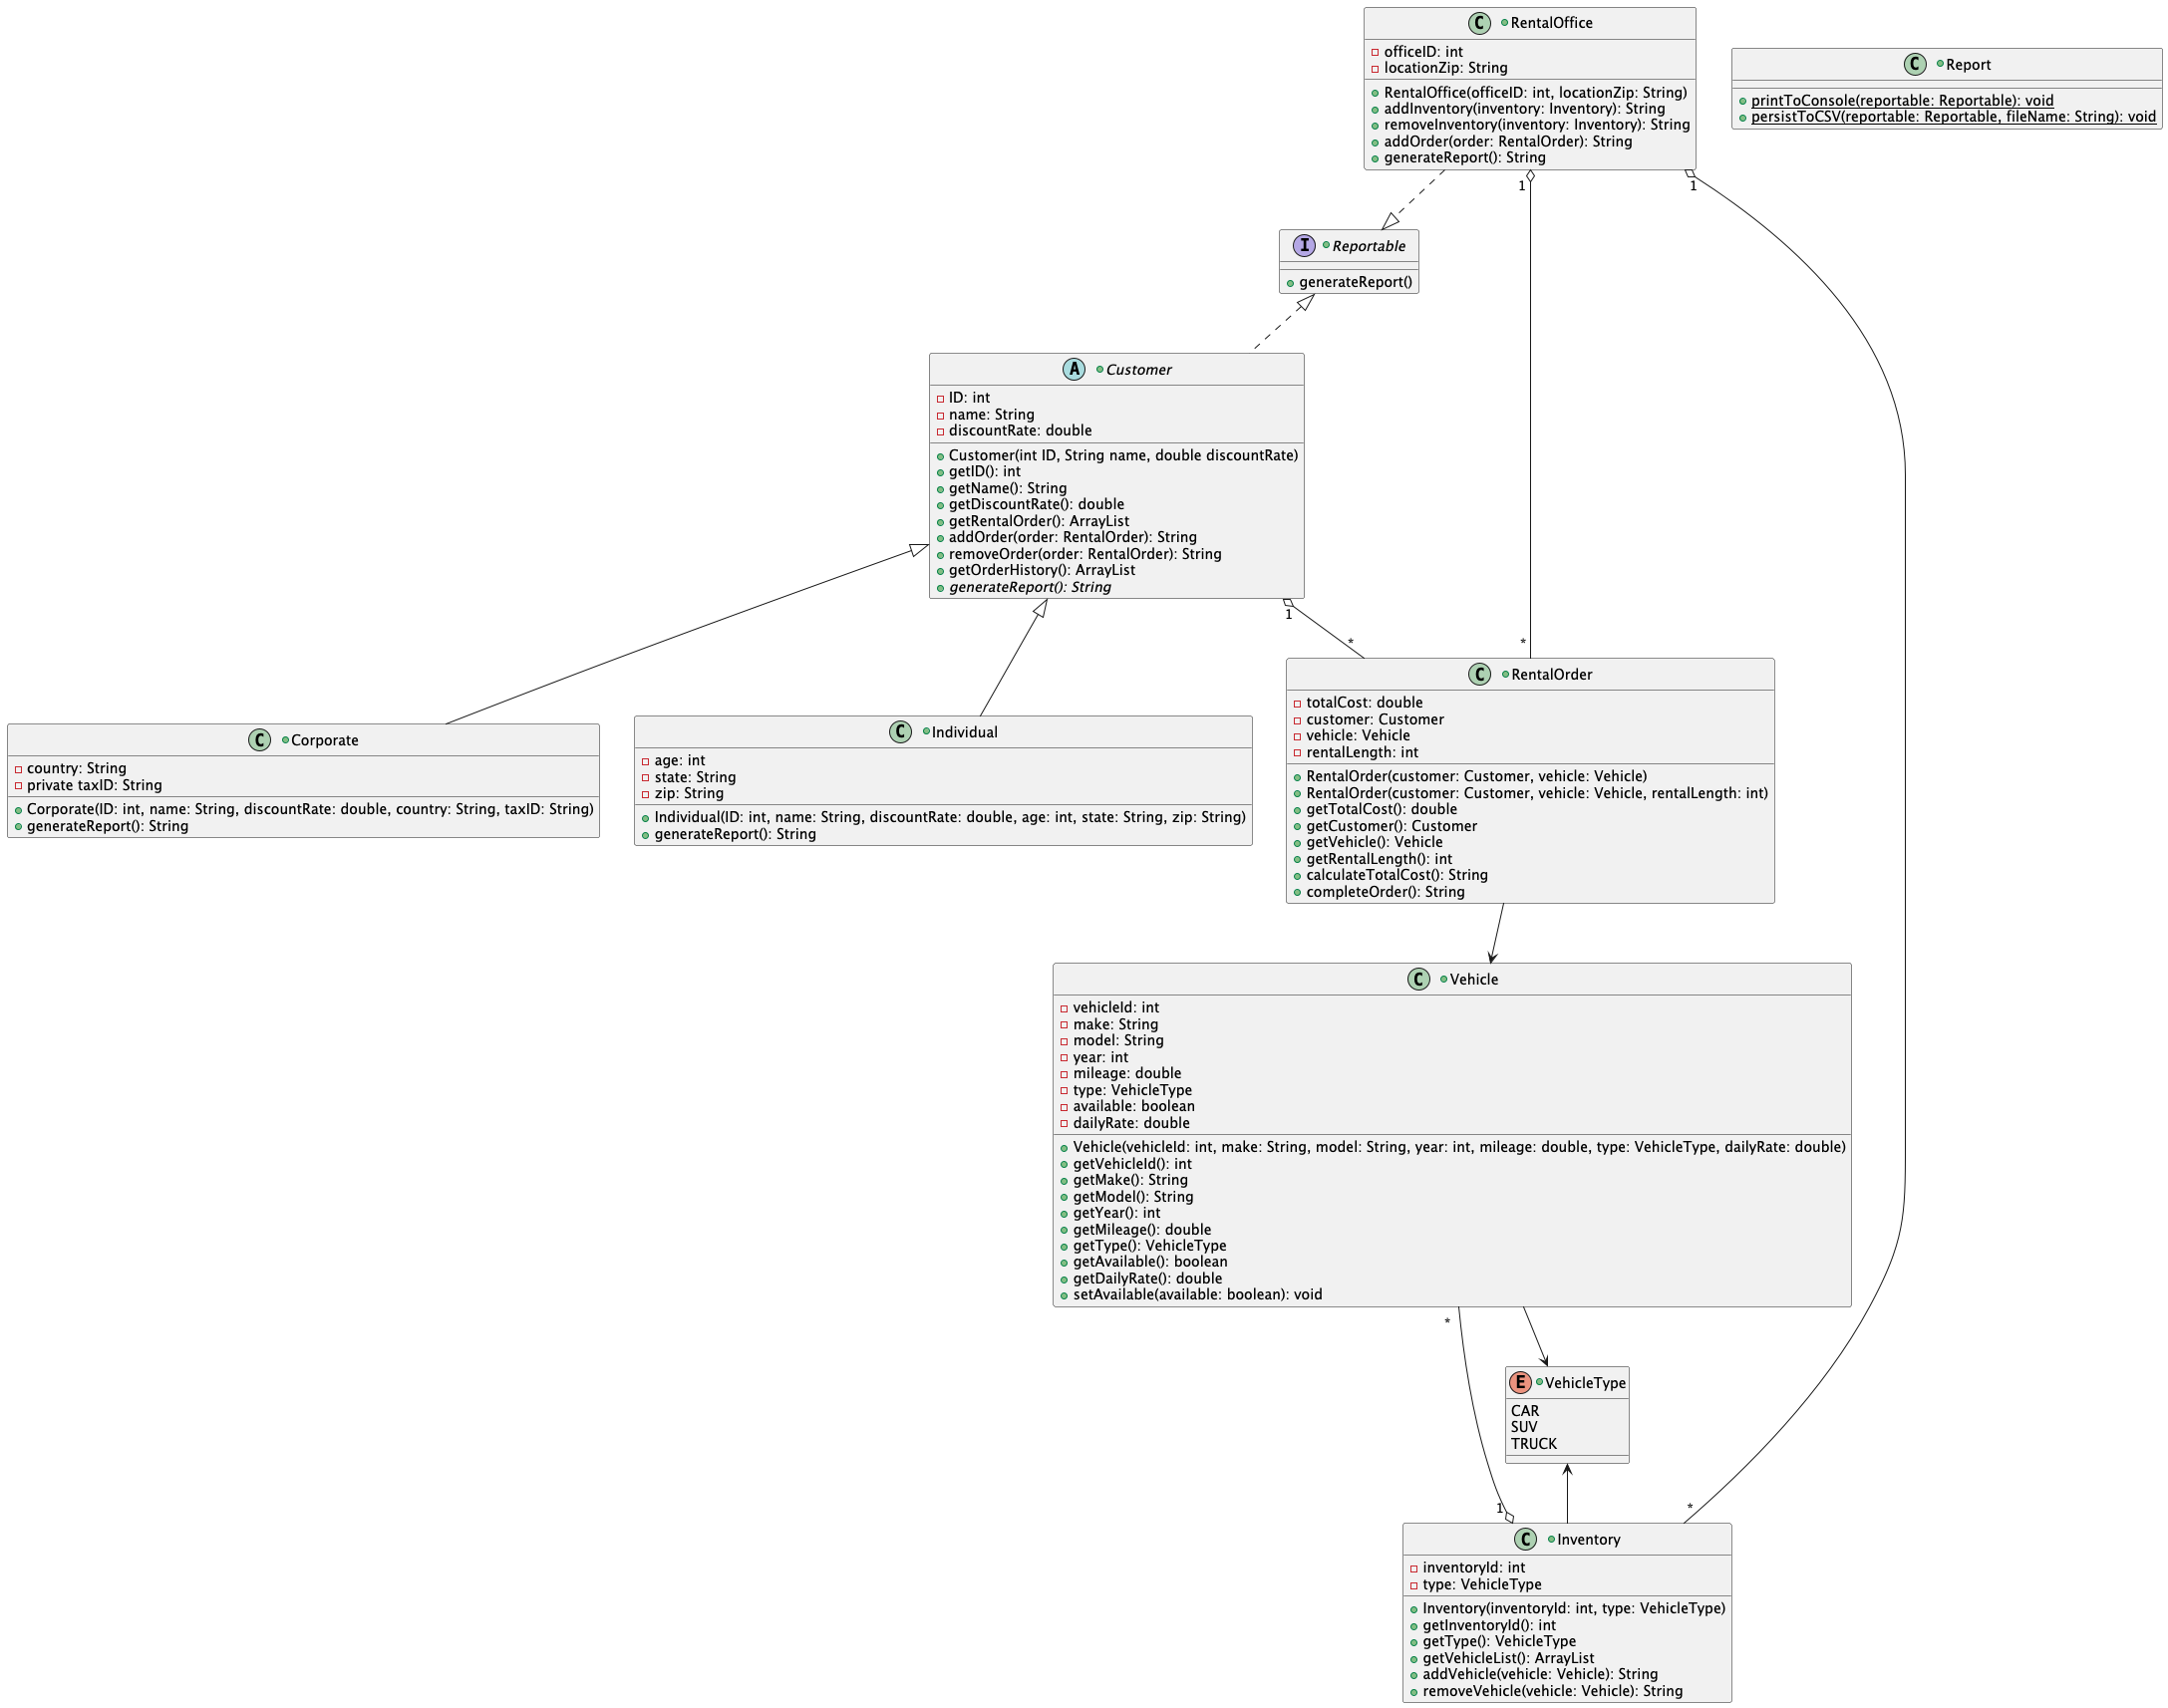 C RentalOffice
officeID: int
locationZip: String
RentalOffice(officeID: int, locationZip: String)
addInventory(inventory: Inventory): String
removeInventory(inventory: Inventory): String
addOrder(order: RentalOrder): String
generateReport(): String
1
1
C Report
printToConsole(reportable: Reportable): void
persistToCSV(reportable: Reportable, fileName: String): void
I Reportable
generateReport()
A Customer
ID: int
name: String
discountRate: double
Customer(int ID, String name, double discountRate)
getID(): int
getName(): String
getDiscountRate(): double
getRentalOrder(): ArrayList
addOrder(order: RentalOrder): String
removeOrder(order: RentalOrder): String
getOrderHistory(): ArrayList
generateReport(): String
1
*
*
C Corporate
country: String
private taxID: String
Corporate(ID: int, name: String, discountRate: double, country: String, taxID: String)
generateReport(): String
C Individual
age: int
state: String
zip: String
Individual(ID: int, name: String, discountRate: double, age: int, state: String, zip: String)
generateReport(): String
C RentalOrder
totalCost: double
customer: Customer
vehicle: Vehicle
rentalLength: int
RentalOrder(customer: Customer, vehicle: Vehicle)
RentalOrder(customer: Customer, vehicle: Vehicle, rentalLength: int)
getTotalCost(): double
getCustomer(): Customer
getVehicle(): Vehicle
getRentalLength(): int
calculateTotalCost(): String
completeOrder(): String
C Vehicle
vehicleId: int
make: String
model: String
year: int
mileage: double
type: VehicleType
available: boolean
dailyRate: double
Vehicle(vehicleId: int, make: String, model: String, year: int, mileage: double, type: VehicleType, dailyRate: double)
getVehicleId(): int
getMake(): String
getModel(): String
getYear(): int
getMileage(): double
getType(): VehicleType
getAvailable(): boolean
getDailyRate(): double
setAvailable(available: boolean): void
*
E VehicleType
CAR
SUV
TRUCK
1
*
C Inventory
inventoryId: int
type: VehicleType
Inventory(inventoryId: int, type: VehicleType)
getInventoryId(): int
getType(): VehicleType
getVehicleList(): ArrayList
addVehicle(vehicle: Vehicle): String
removeVehicle(vehicle: Vehicle): String